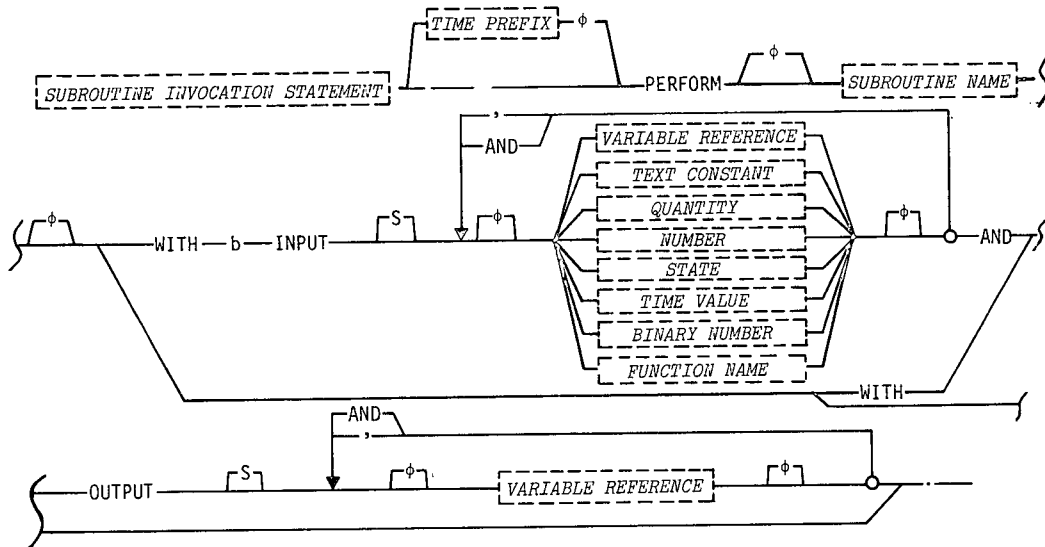 TIME PREFIX ϕ
SUBROUTINE INVOCATION STATEMENT PERFORM ϕ SUBROUTINE NAME
,
AND
VARIABLE REFERENCE
TEXT CONSTANT
QUANTITY
ϕ WITH b INPUT S ϕ NUMBER ϕ AND
STATE
TIME VALUE
BINARY NUMBER
FUNCTION NAME
WITH
AND
,
OUTPUT S ϕ VARIABLE REFERENCE ϕ